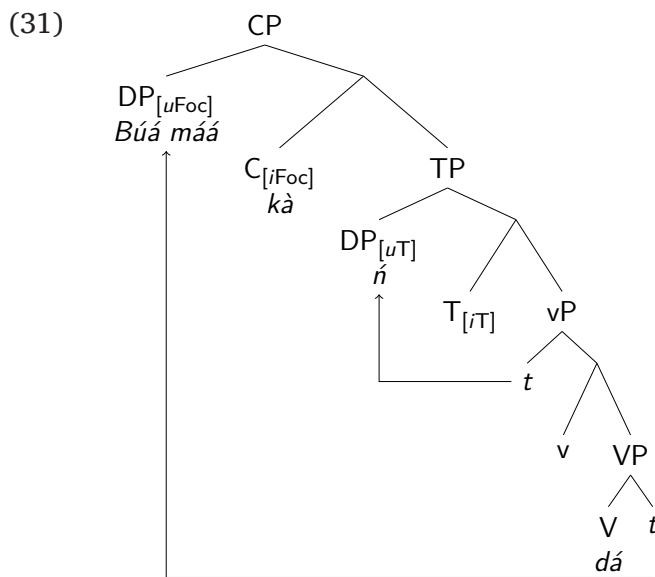 (31)
CP
DP[uFoc]
Búá máá
C[iFoc]
kà
TP
DP[uT]
ń
T[iT]
vP
t
v
VP
V
t
dá